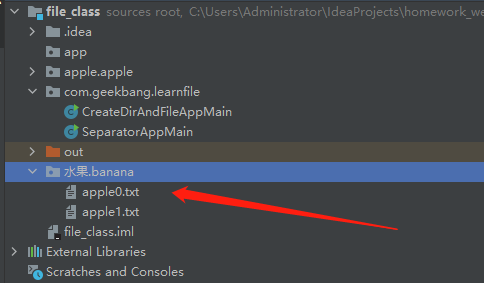 file_class sources root, C:\Users\Administrator\IdeaProjects\homework_we
.idea
app
apple.apple
com.geekbang.learnfile
CreateDirAndFileAppMain
SeparatorAppMain
out
水果.banana
apple0.txt
apple1.txt
file_class.iml
External Libraries
Scratches and Consoles